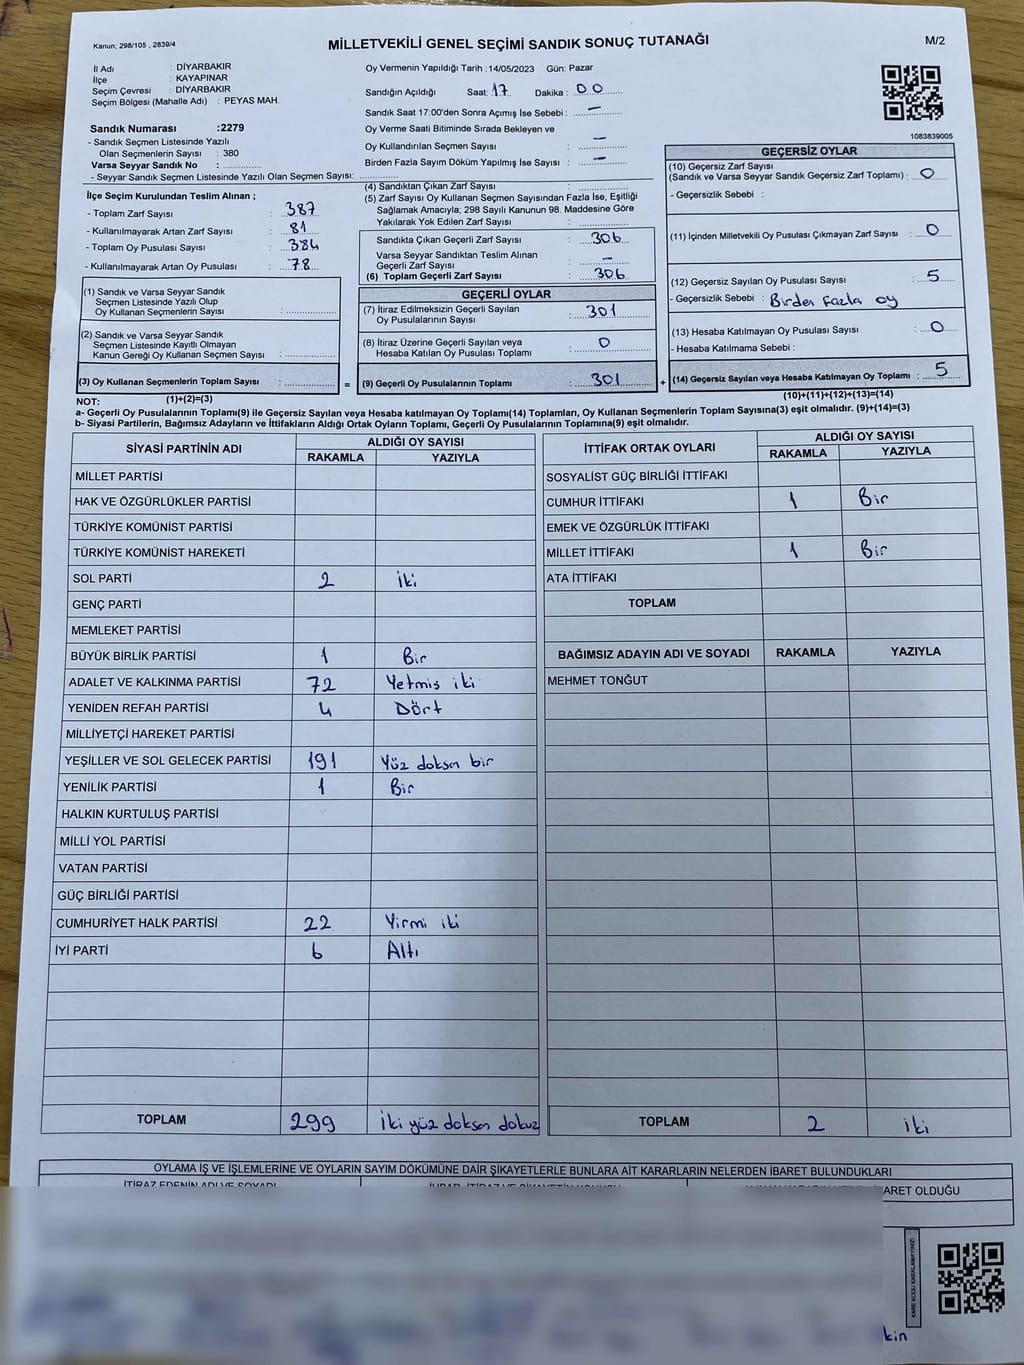 Kanun; 298/105 , 2839/4
MİLLETVEKİLİ GENEL SEÇİMİ SANDIK SONUÇ TUTANAĞI
M/2
İl Adı : DİYARBAKIR
İlçe : KAYAPINAR
Seçim Çevresi : DİYARBAKIR
Seçim Bölgesi (Mahalle Adı) : PEYAS MAH.
Sandık Numarası :2279
- Sandık Seçmen Listesinde Yazılı
Olan Seçmenlerin Sayısı : 380
Varsa Seyyar Sandık No :
- Seyyar Sandık Seçmen Listesinde Yazılı Olan Seçmen Sayısı:
Oy Vermenin Yapıldığı Tarih :14/05/2023 Gün: Pazar
Sandığın Açıldığı Saat: 17 Dakika : 00
Sandık Saat 17:00'den Sonra Açımış İse Sebebi : —
Oy Verme Saati Bitiminde Sırada Bekleyen ve
Oy Kullandırılan Seçmen Sayısı : —
Birden Fazla Sayım Döküm Yapılmış İse Sayısı : —
1083839005
İlçe Seçim Kurulundan Teslim Alınan ;
- Toplam Zarf Sayısı : 387
- Kullanılmayarak Artan Zarf Sayısı : 81
- Toplam Oy Pusulası Sayısı : 384
- Kullanılmayarak Artan Oy Pusulası : 78
(1) Sandık ve Varsa Seyyar Sandık
Seçmen Listesinde Yazılı Olup
Oy Kullanan Seçmenlerin Sayısı :
(2) Sandık ve Varsa Seyyar Sandık
Seçmen Listesinde Kayıtlı Olmayan
Kanun Gereği Oy Kullanan Seçmen Sayısı :
(3) Oy Kullanan Seçmenlerin Toplam Sayısı : =
(4) Sandıktan Çıkan Zarf Sayısı :
(5) Zarf Sayısı Oy Kullanan Seçmen Sayısından Fazla İse, Eşitliği
Sağlamak Amacıyla; 298 Sayılı Kanunun 98. Maddesine Göre
Yakılarak Yok Edilen Zarf Sayısı :
Sandıkta Çıkan Geçerli Zarf Sayısı : 306
Varsa Seyyar Sandıktan Teslim Alınan
Geçerli Zarf Sayısı : —
(6) Toplam Geçerli Zarf Sayısı : 306
GEÇERLİ OYLAR
(7) İtiraz Edilmeksizin Geçerli Sayılan
Oy Pusulalarının Sayısı : 301
(8) İtiraz Üzerine Geçerli Sayılan veya
Hesaba Katılan Oy Pusulası Toplamı : 0
(9) Geçerli Oy Pusulalarının Toplamı : 301 +
GEÇERSİZ OYLAR
(10) Geçersiz Zarf Sayısı
(Sandık ve Varsa Seyyar Sandık Geçersiz Zarf Toplamı) : 0
- Geçersizlik Sebebi :
(11) İçinden Milletvekili Oy Pusulası Çıkmayan Zarf Sayısı : 0
(12) Geçersiz Sayılan Oy Pusulası Sayısı : 5
- Geçersizlik Sebebi : Birden fazla oy
(13) Hesaba Katılmayan Oy Pusulası Sayısı : 0
- Hesaba Katılmama Sebebi :
(14) Geçersiz Sayılan veya Hesaba Katılmayan Oy Toplamı : 5
NOT: (1)+(2)=(3) (10)+(11)+(12)+(13)=(14)
a- Geçerli Oy Pusulalarının Toplamı(9) ile Geçersiz Sayılan veya Hesaba katılmayan Oy Toplamı(14) Toplamları, Oy Kullanan Seçmenlerin Toplam Sayısına(3) eşit olmalıdır. (9)+(14)=(3)
b- Siyasi Partilerin, Bağımsız Adayların ve İttifakların Aldığı Ortak Oyların Toplamı, Geçerli Oy Pusulalarının Toplamına(9) eşit olmalıdır.
SİYASİ PARTİNİN ADI ALDIĞI OY SAYISI
RAKAMLA YAZIYLA
MİLLET PARTİSİ
HAK VE ÖZGÜRLÜKLER PARTİSİ
TÜRKİYE KOMÜNİST PARTİSİ
TÜRKİYE KOMÜNİST HAREKETİ
SOL PARTİ 2 iki
GENÇ PARTİ
MEMLEKET PARTİSİ
BÜYÜK BİRLİK PARTİSİ 1 Bir
ADALET VE KALKINMA PARTİSİ 72 Yetmiş iki
YENİDEN REFAH PARTİSİ 4 Dört
MİLLİYETÇİ HAREKET PARTİSİ
YEŞİLLER VE SOL GELECEK PARTİSİ 191 Yüz doksan bir
YENİLİK PARTİSİ 1 Bir
HALKIN KURTULUŞ PARTİSİ
MİLLİ YOL PARTİSİ
VATAN PARTİSİ
GÜÇ BİRLİĞİ PARTİSİ
CUMHURİYET HALK PARTİSİ 22 Yirmi iki
İYİ PARTİ 6 Altı
TOPLAM 299 iki yüz doksan dokuz
İTTİFAK ORTAK OYLARI ALDIĞI OY SAYISI
RAKAMLA YAZIYLA
SOSYALİST GÜÇ BİRLİĞİ İTTİFAKI
CUMHUR İTTİFAKI 1 Bir
EMEK VE ÖZGÜRLÜK İTTİFAKI
MİLLET İTTİFAKI 1 Bir
ATA İTTİFAKI
TOPLAM
BAĞIMSIZ ADAYIN ADI VE SOYADI RAKAMLA YAZIYLA
MEHMET TONĞUT
TOPLAM 2 iki
OYLAMA İŞ VE İŞLEMLERİNE VE OYLARIN SAYIM DÖKÜMÜNE DAİR ŞİKAYETLERLE BUNLARA AİT KARARLARIN NELERDEN İBARET BULUNDUKLARI
İTİRAZ EDENİN ADI VE SOYADI
OLDUĞU